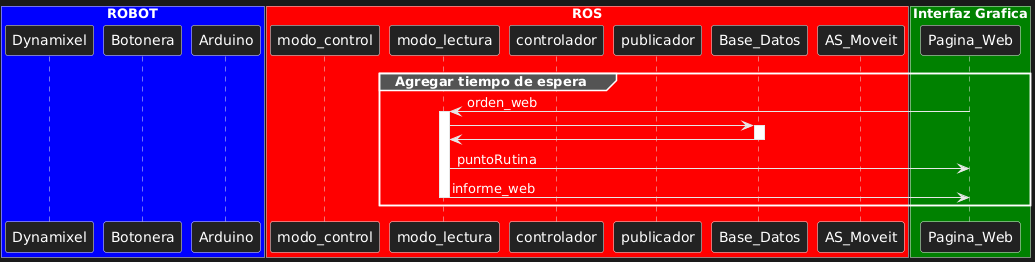 ROBOT ROS Interfaz Grafica
Dynamixel Botonera Arduino modo_control modo_lectura controlador publicador Base_Datos AS_Moveit Pagina_Web
Agregar tiempo de espera
orden_web
puntoRutina
informe_web
Dynamixel Botonera Arduino modo_control modo_lectura controlador publicador Base_Datos AS_Moveit Pagina_Web